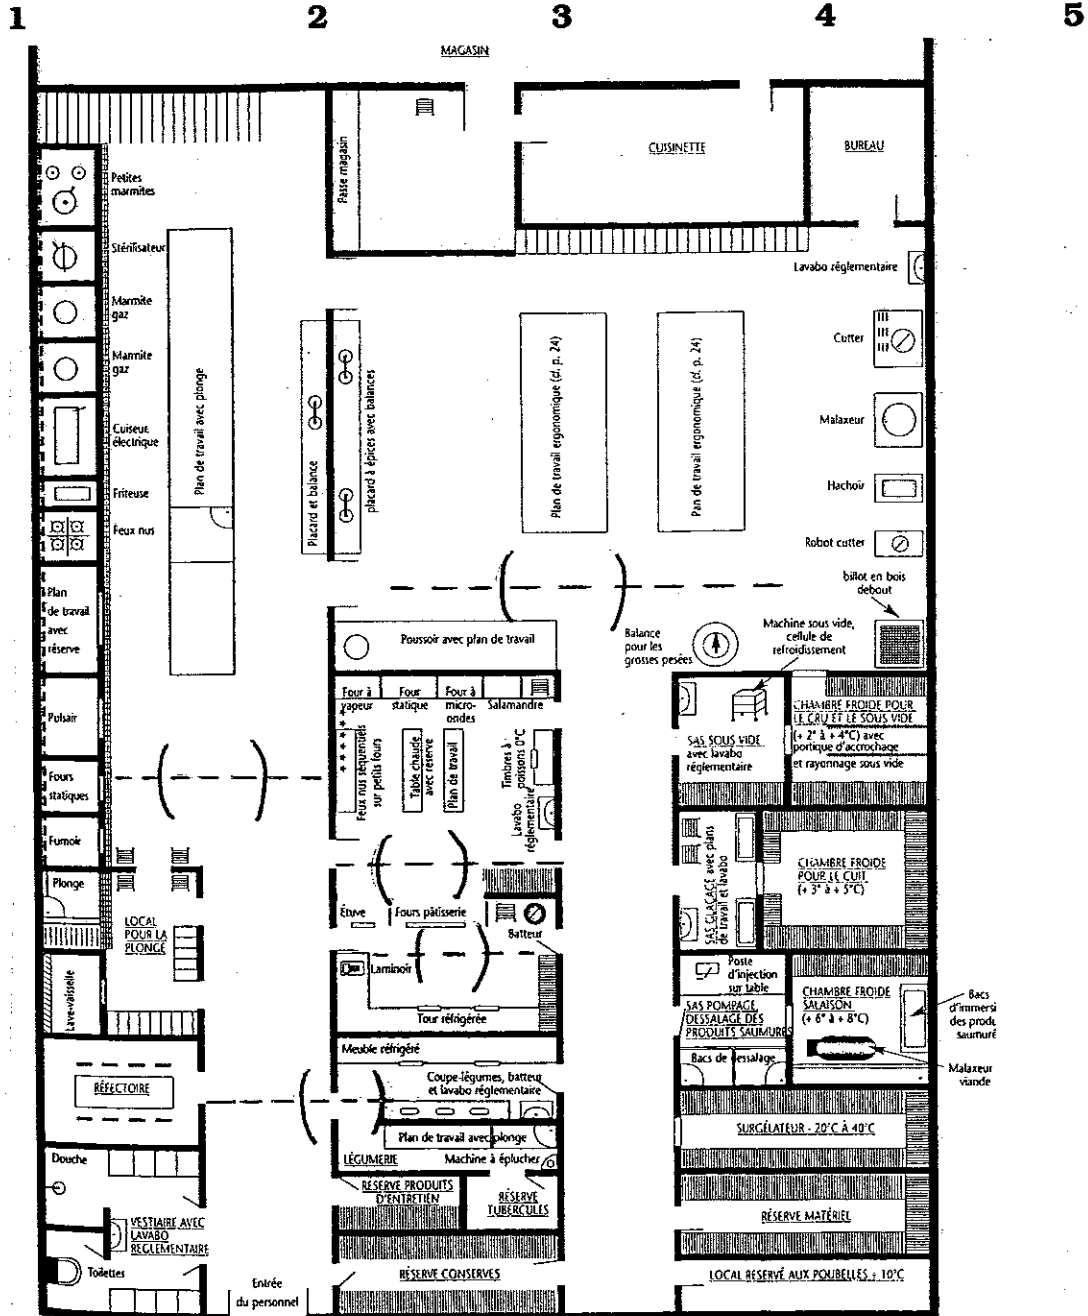 1 2 3 4 5
MAGASIN
Passe magasin
CUISINETTE
BUREAU
Petites
marmites
Stérilisateur
Marmite
gaz
Marmite
gaz
Cuiseur
électrique
Friteuse
Feux nus
Plan
de travail
avec
réserve
Pulsair
Fours
statiques
Fumoir
Plonge
LOCAL
POUR LA
PLONGE
Lave-vaisselle
RÉFECTOIRE
Douche
VESTIAIRE AVEC
LAVABO
REGLEMENTAIRE
Toilettes
Entrée
du personnel
Plan de travail avec plonge
Placard et balance
placard à épices avec balances
Plan de travail ergonomique (cf. p. 24)
Pan de travail ergonomique (cf. p. 24)
Lavabo réglementaire
Cutter
Malaxeur
Hachoir
Robot cutter
billot en bois
debout
Poussoir avec plan de travail
Balance
pour les
grosses pesées
Machine sous vide,
cellule de
refroidissement
Four à
vapeur
Four
statique
Four à
micro-
ondes
Salamandre
Feux nus séquentiels
sur petits fours
Table chaude
avec réserve
Plan de travail
Timbres à
poissons 0°C
Lavabo
réglementaire
SAS SOUS VIDE
avec lavabo
réglementaire
CHAMBRE FROIDE POUR
LE CRU ET LE SOUS VIDE
(+ 2° à + 4°C) avec
portique d'accrochage
et rayonnage sous vide
SAS GLAÇAGE avec plans
de travail et lavabo
CHAMBRE FROIDE
POUR LE CUIT
(+ 3° à + 5°C)
Étuve
Fours pâtisserie
Batteur
Laminoir
Tour réfrigérée
Poste
d'injection
sur table
SAS POMPAGE
DESSALAGE DES
PRODUITS SAUMURÉS
Bacs de dessalage
CHAMBRE FROIDE
SALAISON
(+ 6° à + 8°C)
Bacs
d'immersi
des produ
saumuré
Malaxeur
viande
Meuble réfrigéré
Coupe-légumes, batteur
et lavabo réglementaire
Plan de travail avec plonge
LÉGUMERIE
Machine à éplucher
RESERVE PRODUITS
D'ENTRETIEN
RÉSERVE
TUBERCULES
RÉSERVE CONSERVES
SURGÉLATEUR - 20°C À 40°C
RÉSERVE MATÉRIEL
LOCAL RESERVÉ AUX POUBELLES + 10°C